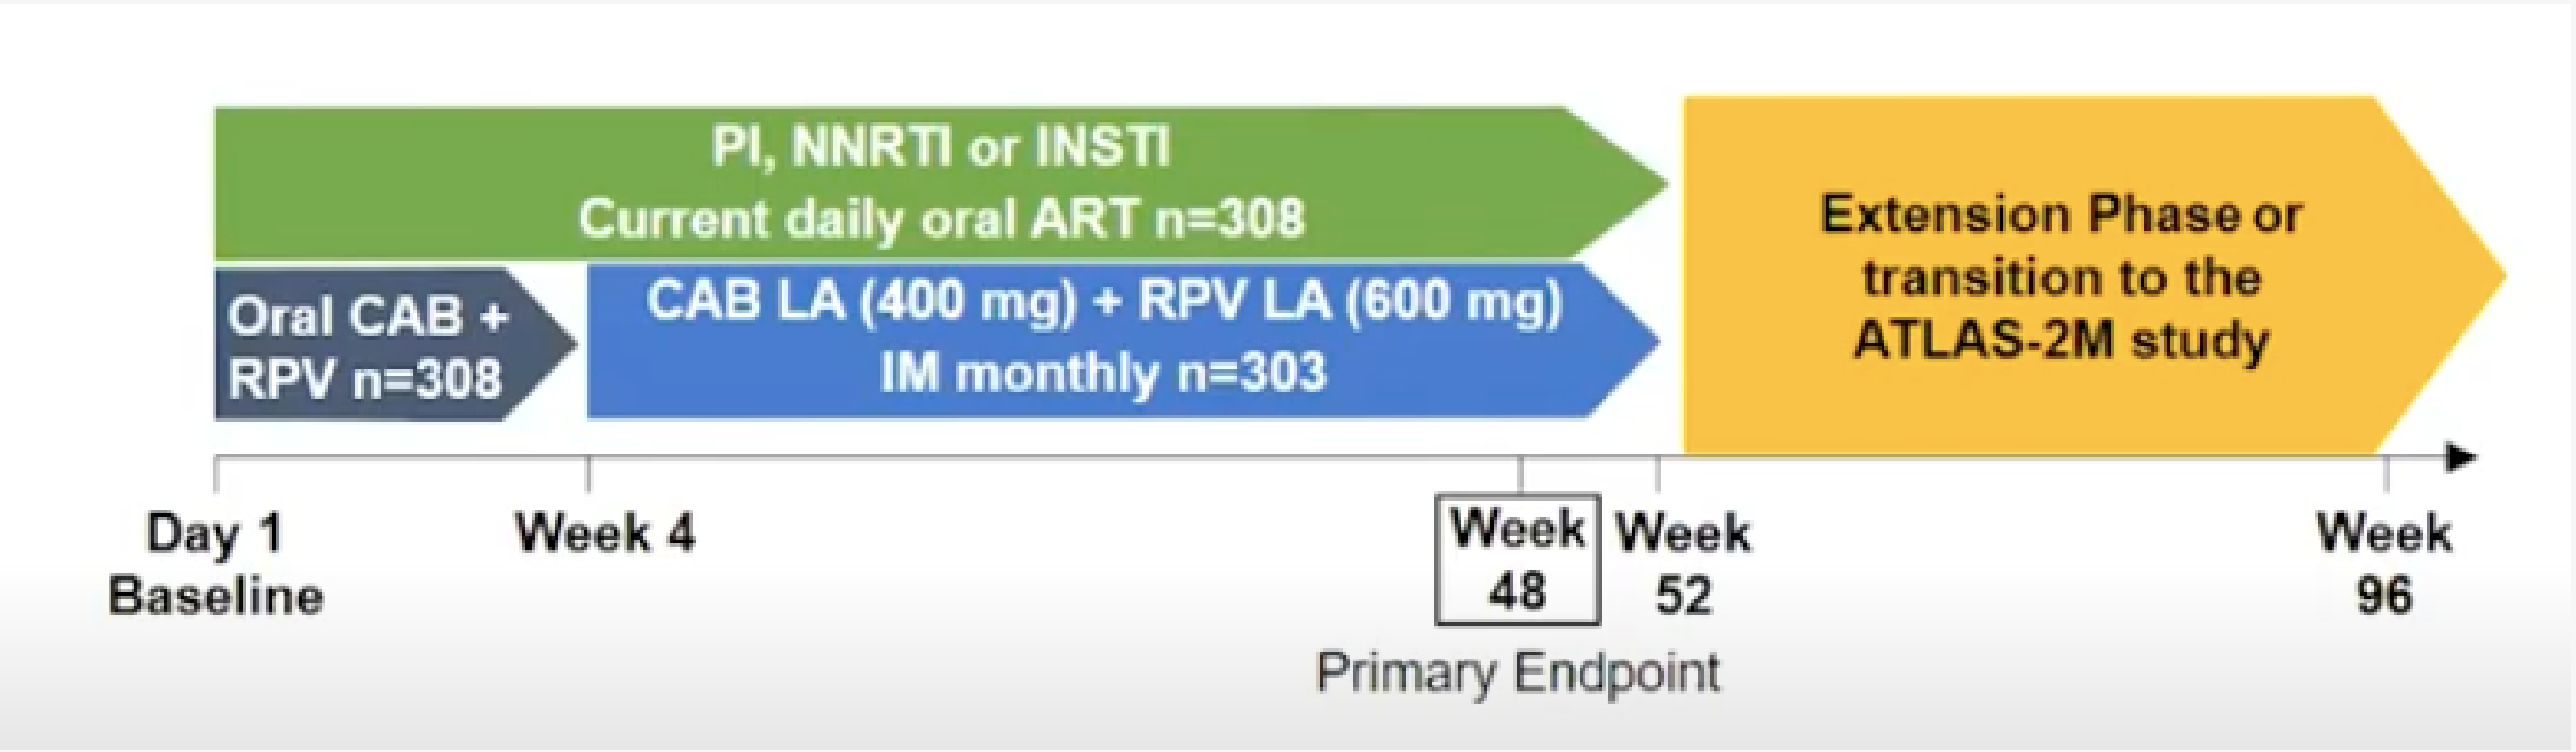 PI, NNRTI or INSTI
Current daily oral ART n=308
Oral CAB +
RPV n=308
CAB LA (400 mg) + RPV LA (600 mg)
IM monthly n=303
Extension Phase or
transition to the
ATLAS-2M study
Day 1
Baseline
Week 4
Week
48
Week
52
Week
96
Primary Endpoint